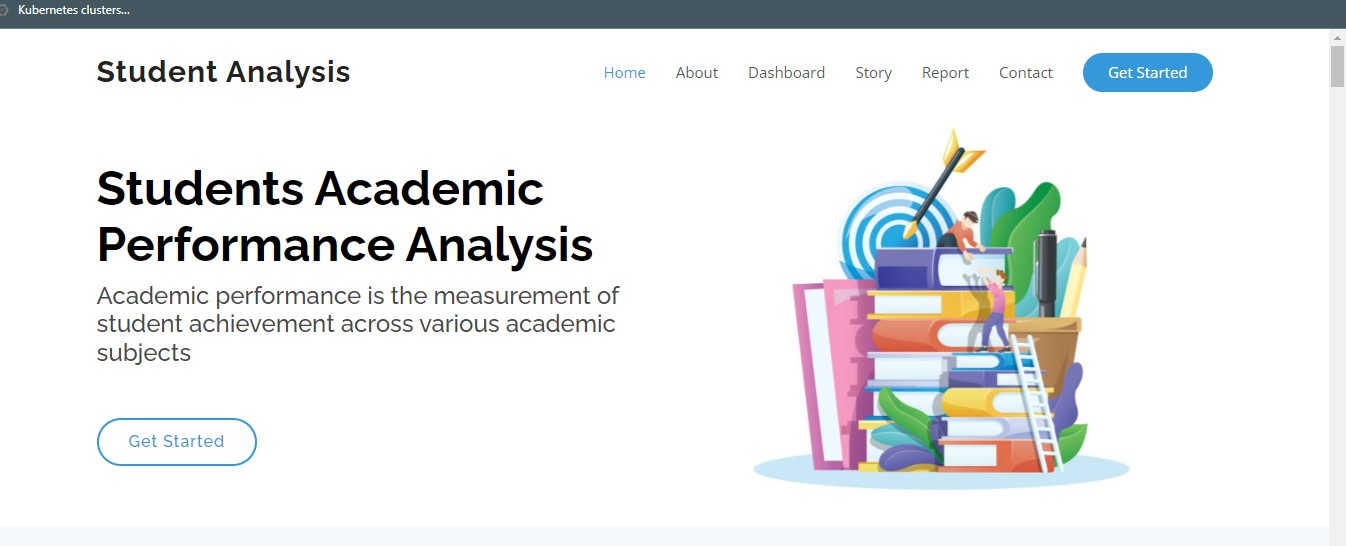 Kubernetes clusters...
Student Analysis
Home
About
Dashboard
Story
Report
Contact
Get Started
Students Academic
Performance Analysis
Academic performance is the measurement of
student achievement across various academic
subjects
Get Started